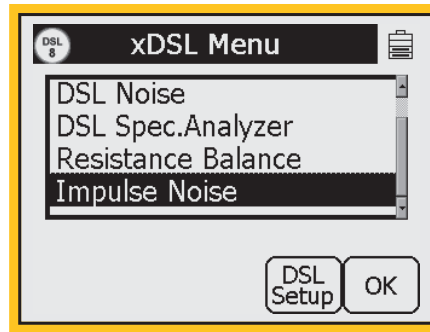 DSL
8
xDSL Menu
DSL Noise
DSL Spec.Analyzer
Resistance Balance
Impulse Noise
DSL
Setup
OK